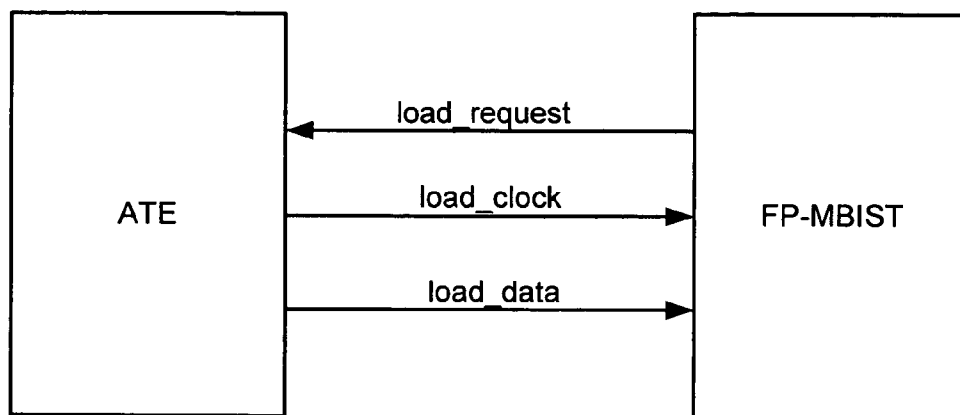 load_request
load_clock
ATE
FP-MBIST
load_data